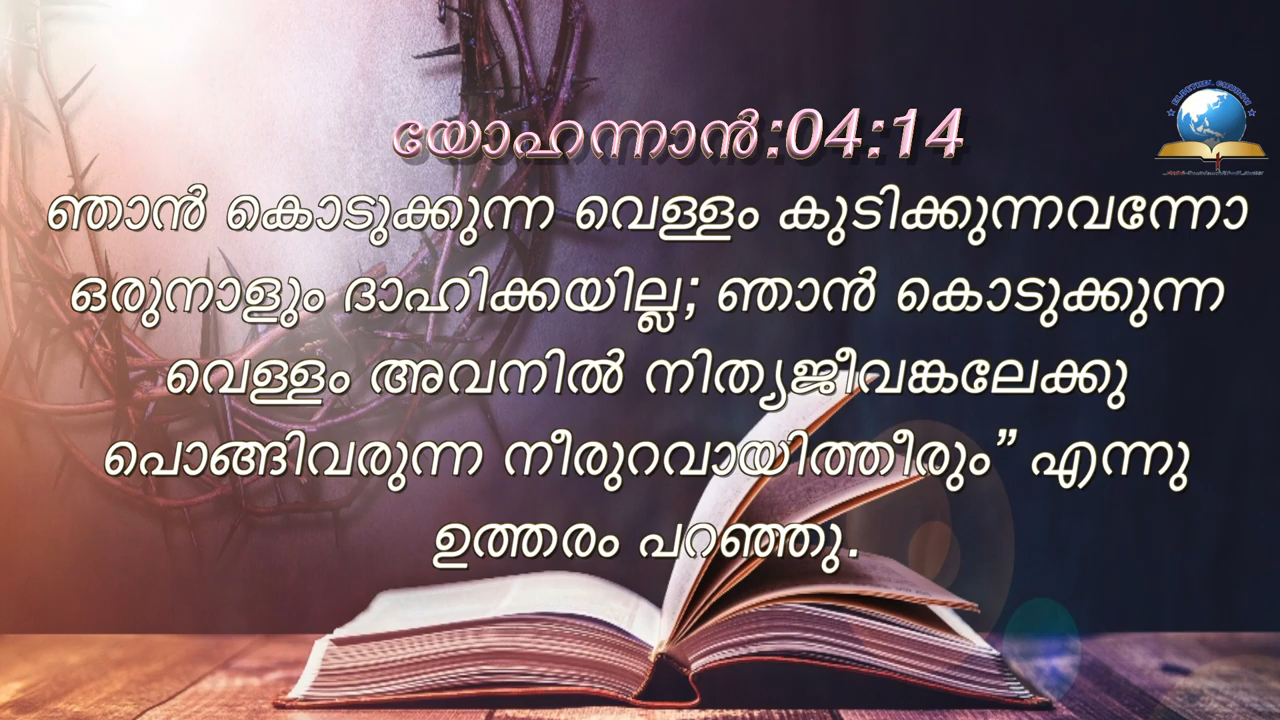 യോഹന്നാൻ:04:14
ഞാൻ കൊടുക്കുന്ന വെള്ളം കുടിക്കുന്നവന്നോ
ഒരുനാളും ദാഹിക്കയില്ല; ഞാൻ കൊടുക്കുന്ന
വെള്ളം അവനിൽ നിത്യജീവങ്കലേക്കു
പൊങ്ങിവരുന്ന നീരുറവായിത്തീരും” എന്നു
ഉത്തരം പറഞ്ഞു.